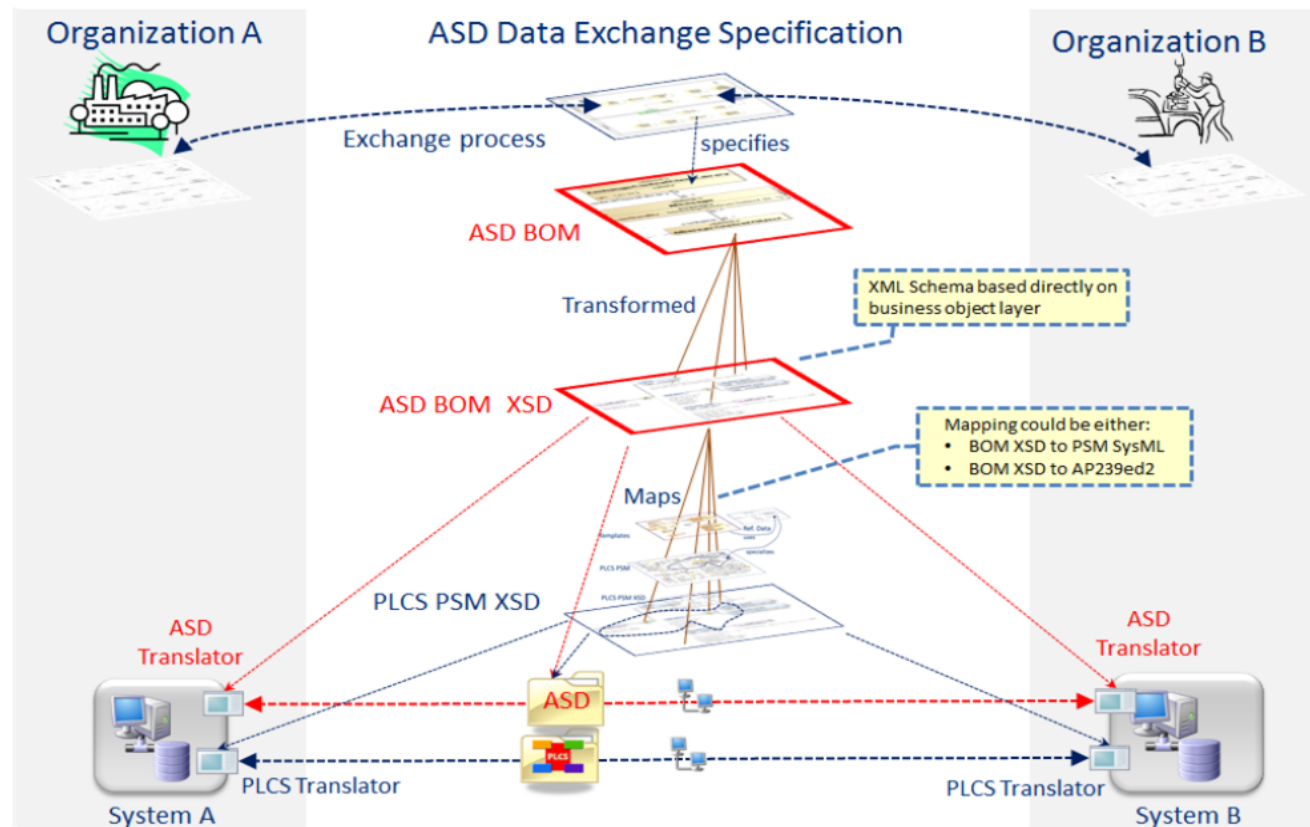 Organization A
ASD Data Exchange Specification
Organization B
Exchange process
specifies
ASD BOM
Transformed
XML Schema based directly on
business object layer
ASD BOM XSD
Mapping could be either:
• BOM XSD to PSM SysML
• BOM XSD to AP239ed2
Maps
Templates
Ref. Data
uses
specializes
PLCS PSM
PLCS PSM XSD
PLCS PSM XSD
ASD
Translator
ASD
Translator
ASD
PLCS
PLCS Translator
PLCS Translator
System A
System B